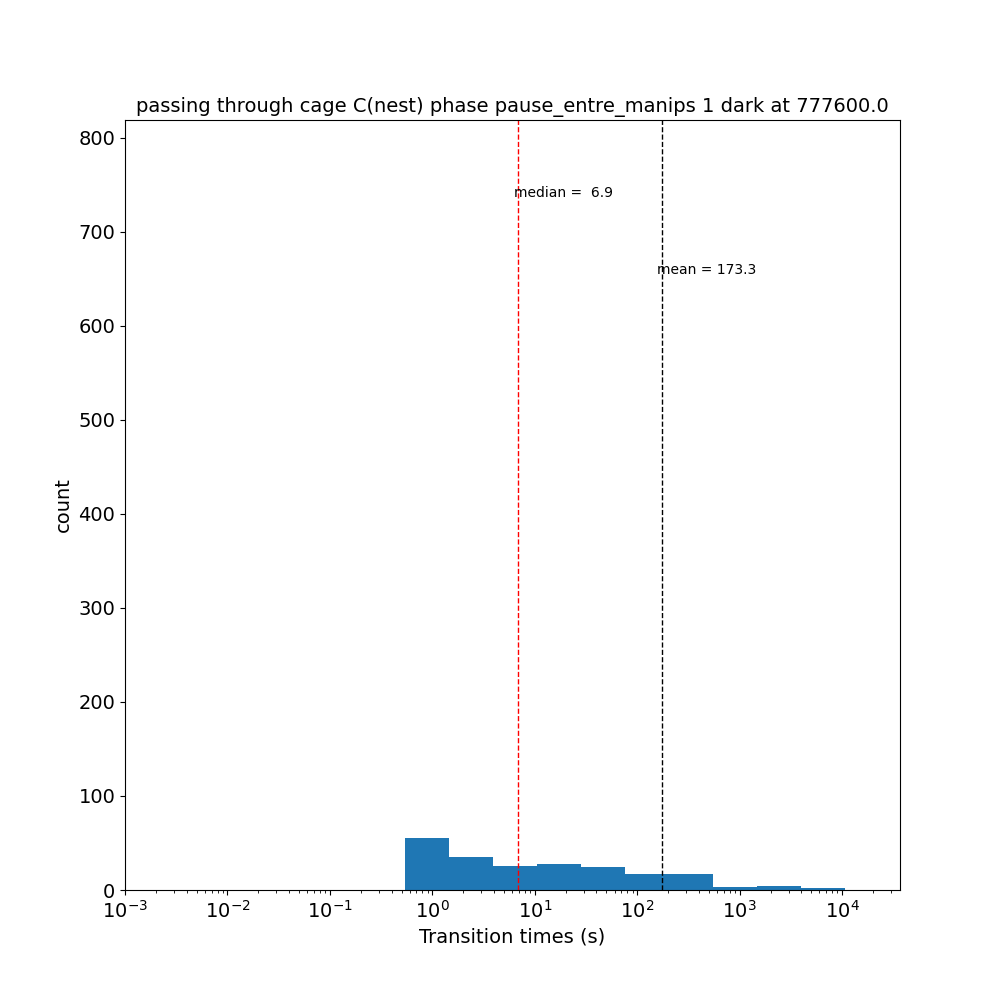 passing through cage C(nest) phase pause_entre_manips 1 dark at 777600.0
800
700
600
500
400
300
200
100
0
count
median =  6.9
mean = 173.3
10⁻³ 10⁻² 10⁻¹ 10⁰ 10¹ 10² 10³ 10⁴
Transition times (s)